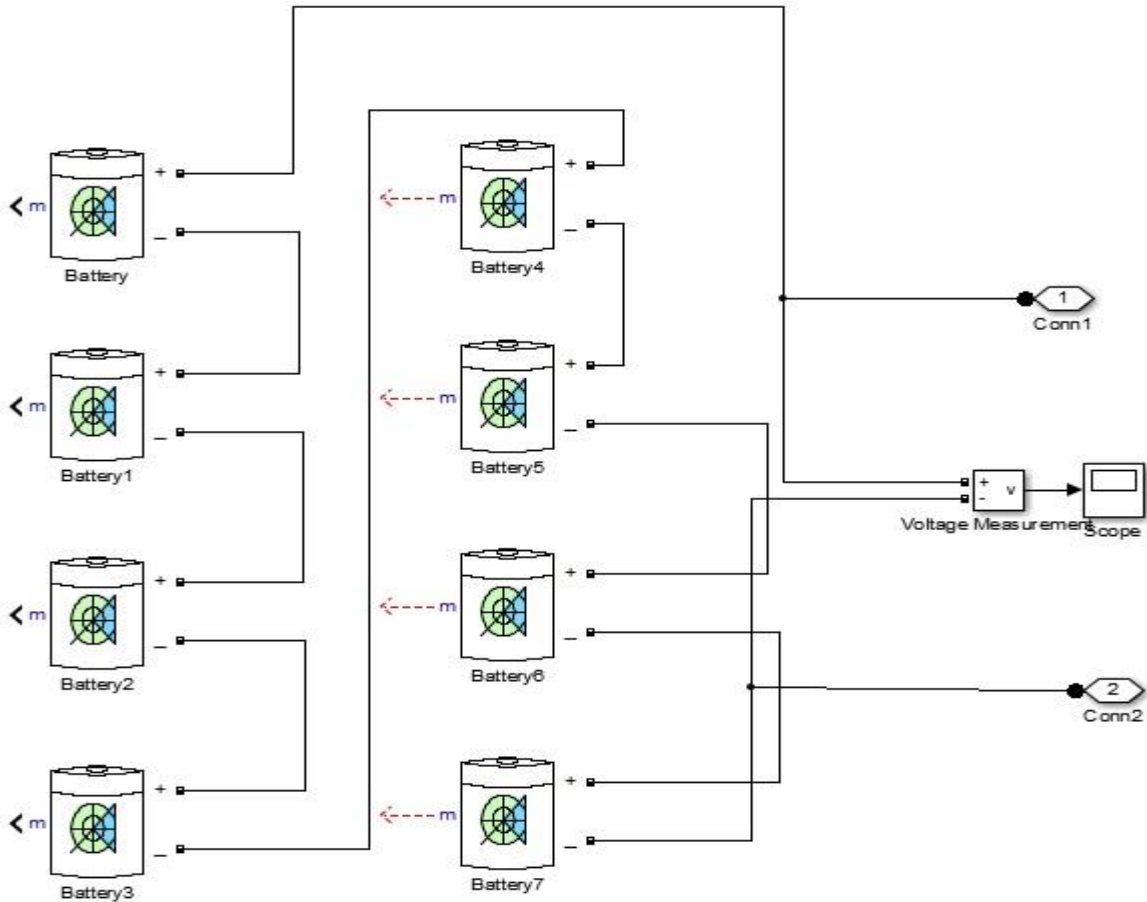 +
m
_
Battery
+
m
_
Battery1
+
m
_
Battery2
+
m
_
Battery3
+
m
_
Battery4
+
m
_
Battery5
+
m
_
Battery6
+
m
_
Battery7
1
Conn1
+
v
-
Voltage Measurement
Scope
2
Conn2